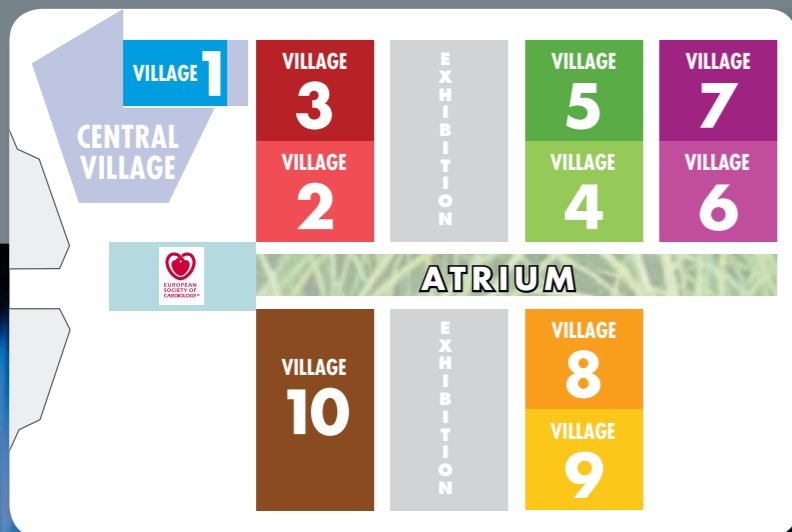 VILLAGE 1
CENTRAL
VILLAGE
VILLAGE
3
VILLAGE
2
EXHIBITION
VILLAGE
5
VILLAGE
4
VILLAGE
7
VILLAGE
6
EUROPEAN
SOCIETY OF
CARDIOLOGY®
ATRIUM
VILLAGE
10
EXHIBITION
VILLAGE
8
VILLAGE
9